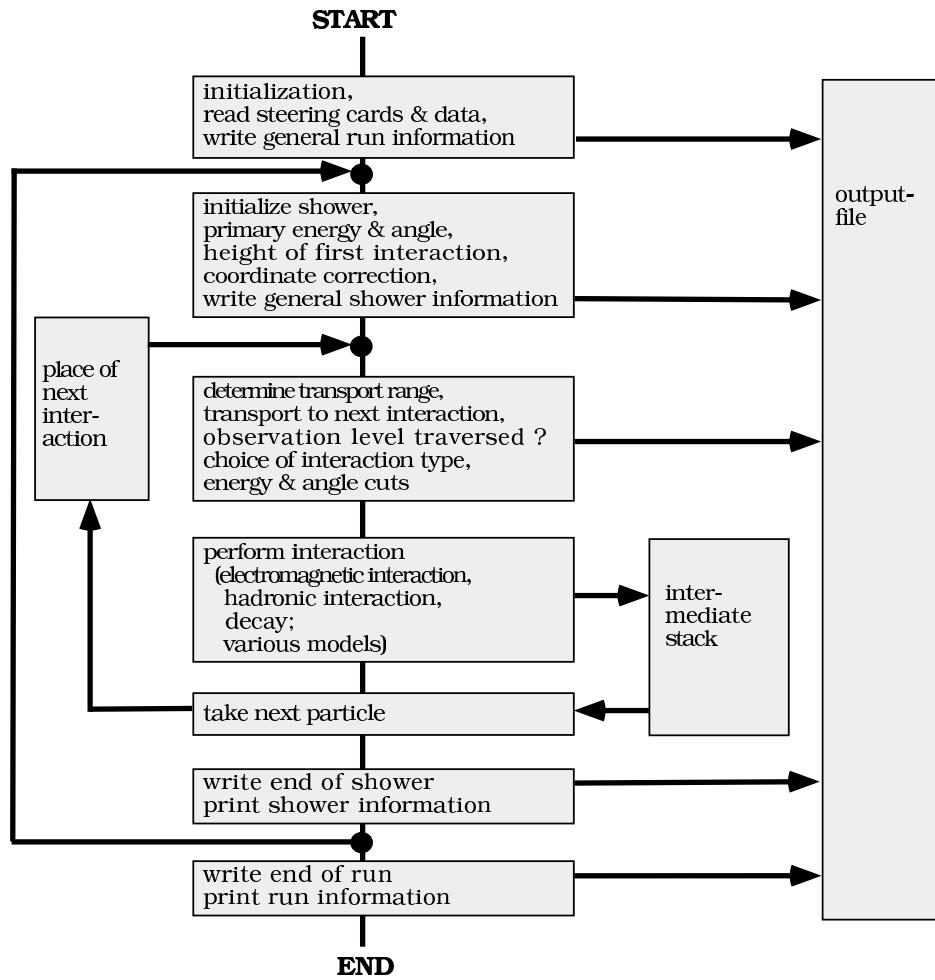 START
initialization,
read steering cards & data,
write general run information
output-
file
initialize shower,
primary energy & angle,
height of first interaction,
coordinate correction,
write general shower information
place of
next
inter-
action
determine transport range,
transport to next interaction,
observation level traversed ?
choice of interaction type,
energy & angle cuts
perform interaction
(electromagnetic interaction,
hadronic interaction,
decay;
various models)
inter-
mediate
stack
take next particle
write end of shower
print shower information
write end of run
print run information
END